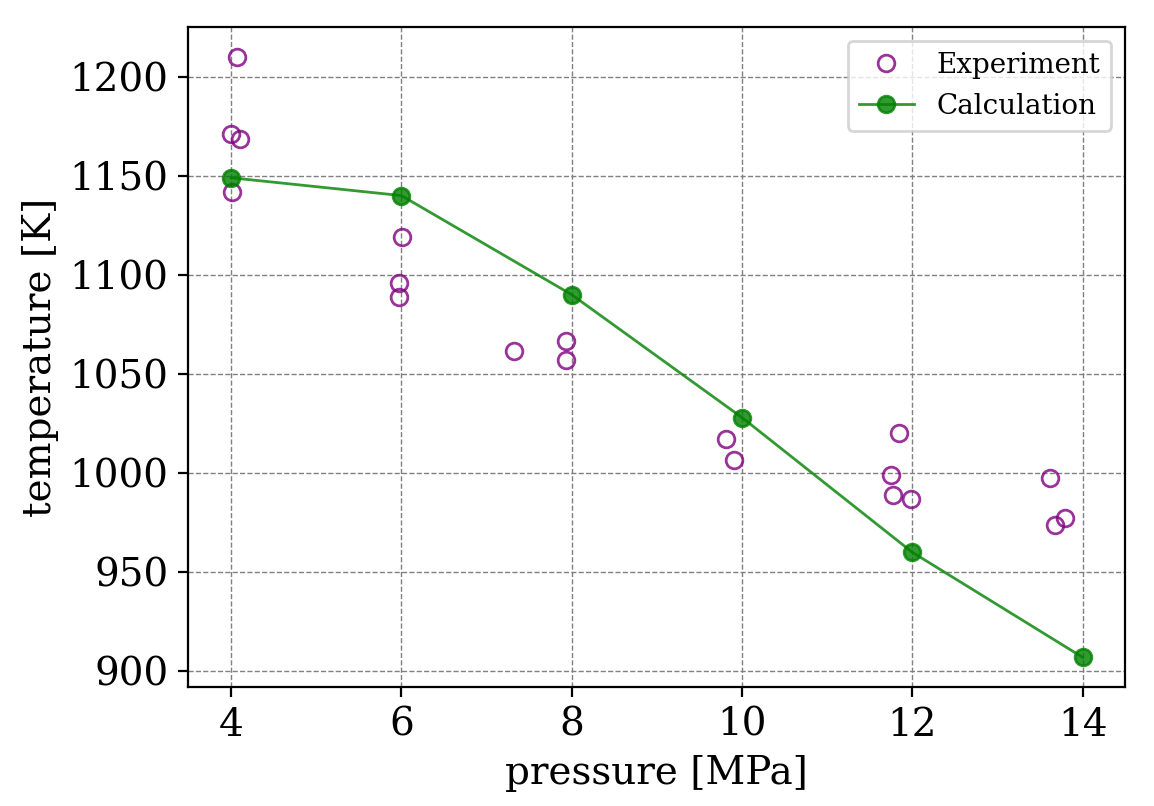 Experiment
Calculation
1200
1150
1100
1050
1000
950
900
temperature [K]
4 6 8 10 12 14
pressure [MPa]